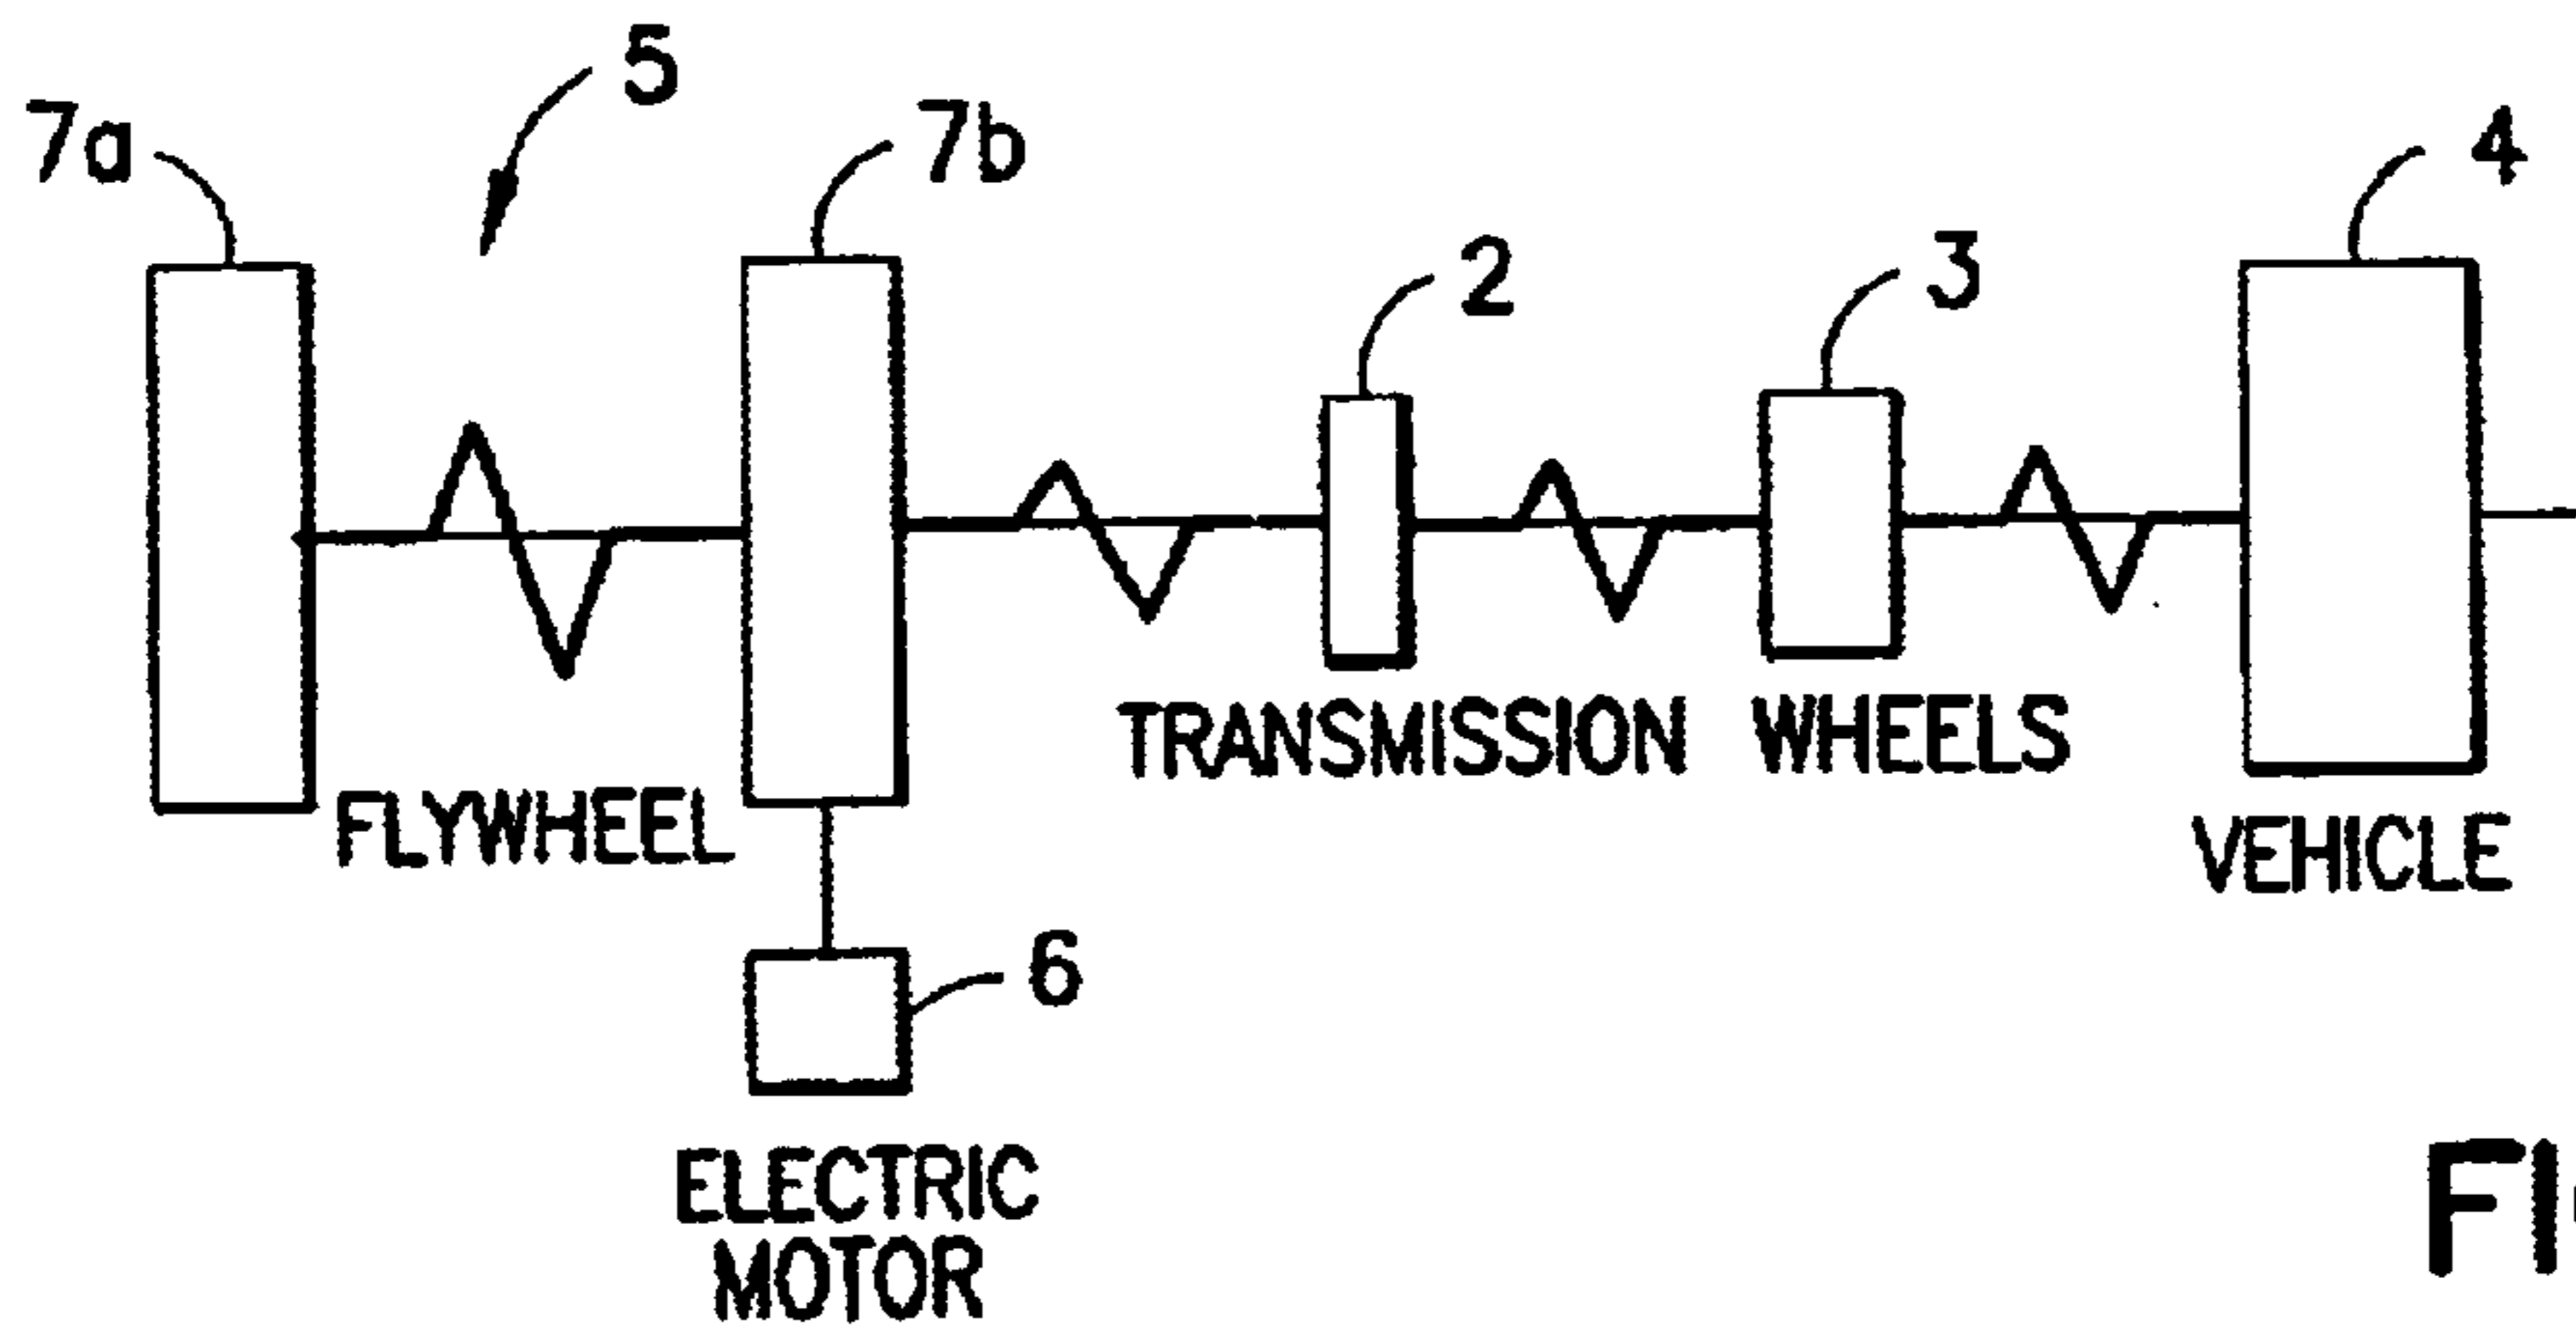 5
7a
7b
4
2
3
TRANSMISSION WHEELS
FLYWHEEL
VEHICLE
6
ELECTRIC
MOTOR